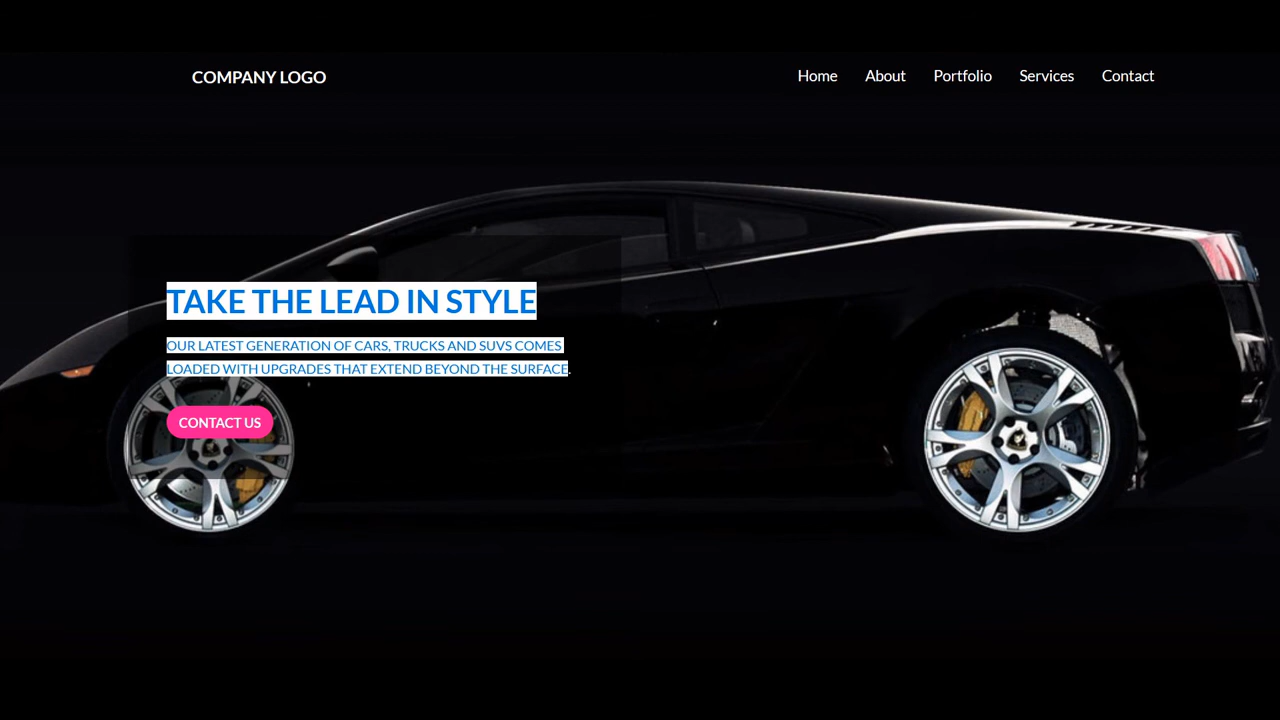 COMPANY LOGO
Home About Portfolio Services Contact
TAKE THE LEAD IN STYLE
OUR LATEST GENERATION OF CARS, TRUCKS AND SUVS COMES
LOADED WITH UPGRADES THAT EXTEND BEYOND THE SURFACE.
CONTACT US